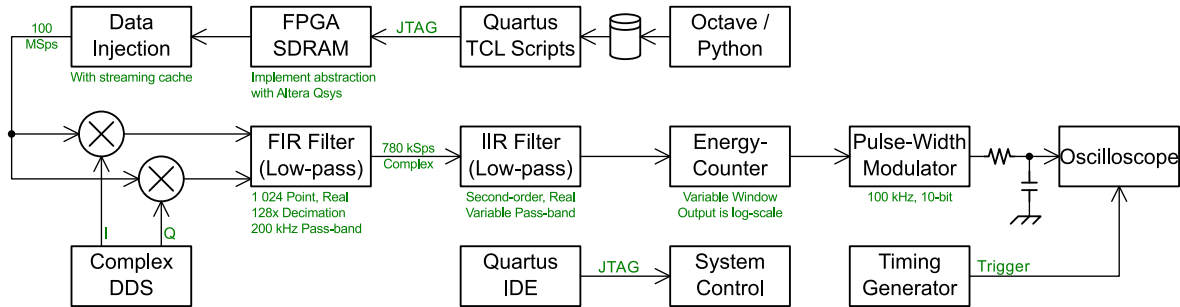 100
MSps
Data
Injection
With streaming cache
FPGA
SDRAM
Implement abstraction
with Altera Qsys
JTAG
Quartus
TCL Scripts
Octave /
Python
FIR Filter
(Low-pass)
1 024 Point, Real
128x Decimation
200 kHz Pass-band
780 kSps
Complex
IIR Filter
(Low-pass)
Second-order, Real
Variable Pass-band
Energy-
Counter
Variable Window
Output is log-scale
Pulse-Width
Modulator
100 kHz, 10-bit
Oscilloscope
I
Q
Complex
DDS
Quartus
IDE
JTAG
System
Control
Timing
Generator
Trigger